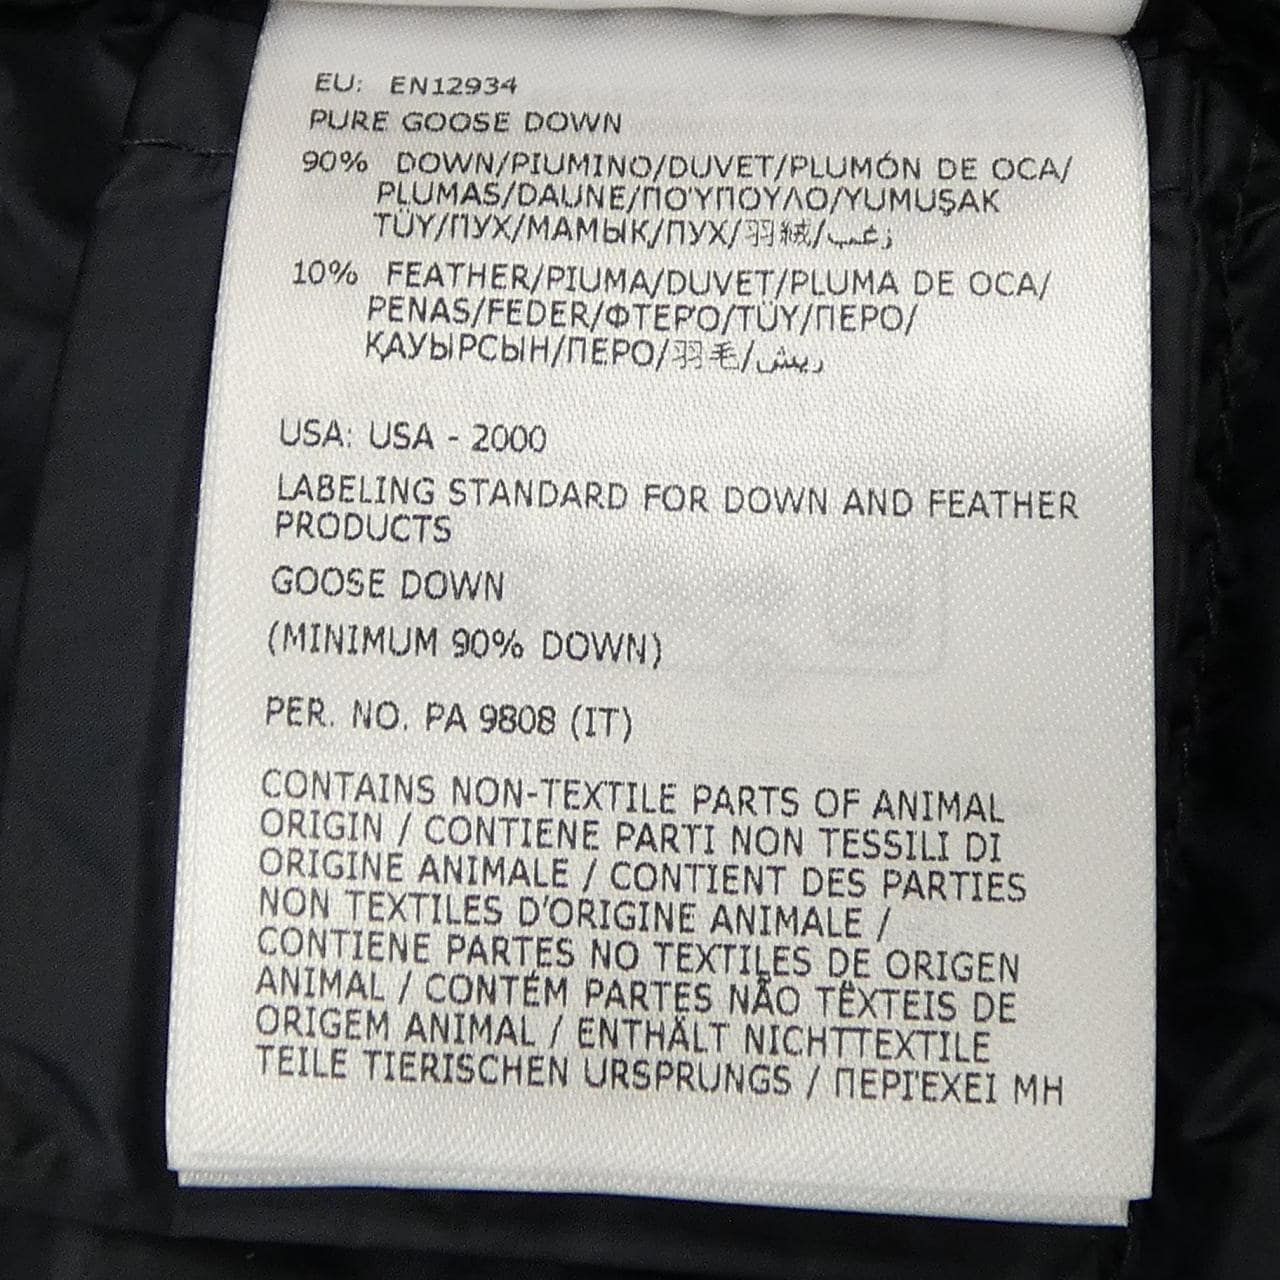 EU: EN12934
PURE GOOSE DOWN
90% DOWN/PIUMINO/DUVET/PLUMÓN DE OCA/
PLUMAS/DAUNE/ΠΟΎΠΟΥΛΟ/YUMUŞAK
TÜY/ПУХ/МАМЫҚ/ПУХ/羽絨/زغب
10% FEATHER/PIUMA/DUVET/PLUMA DE OCA/
PENAS/FEDER/ΦΤΕΡΌ/TÜY/ПЕРО/
ҚАУЫРСЫН/ПЕРО/羽毛/ريش
USA: USA - 2000
LABELING STANDARD FOR DOWN AND FEATHER
PRODUCTS
GOOSE DOWN
(MINIMUM 90% DOWN)
PER. NO. PA 9808 (IT)
CONTAINS NON-TEXTILE PARTS OF ANIMAL
ORIGIN / CONTIENE PARTI NON TESSILI DI
ORIGINE ANIMALE / CONTIENT DES PARTIES
NON TEXTILES D'ORIGINE ANIMALE /
CONTIENE PARTES NO TEXTILES DE ORIGEN
ANIMAL / CONTÉM PARTES NÃO TÊXTEIS DE
ORIGEM ANIMAL / ENTHÄLT NICHTTEXTILE
TEILE TIERISCHEN URSPRUNGS / ΠΕΡΙΈΧΕΙ ΜΗ